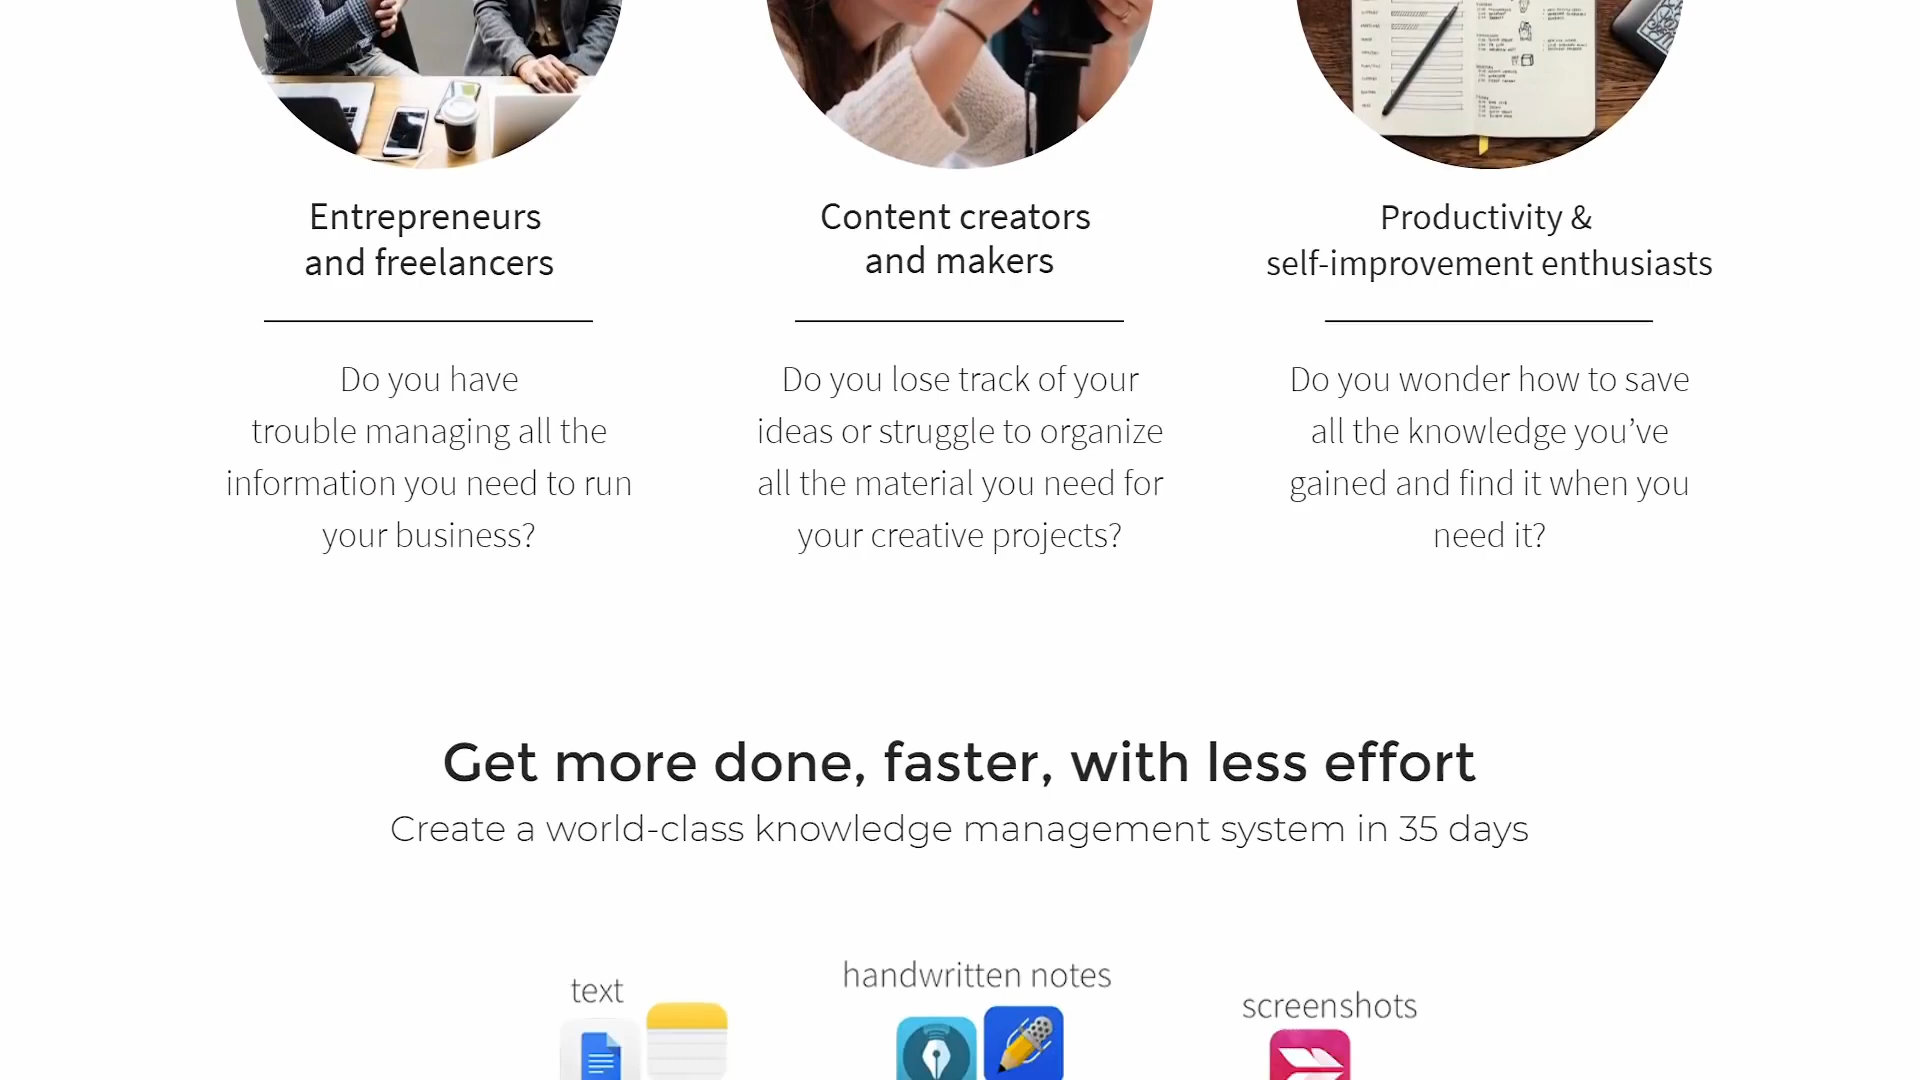 Entrepreneurs
and freelancers
Do you have
trouble managing all the
information you need to run
your business?
Content creators
and makers
Do you lose track of your
ideas or struggle to organize
all the material you need for
your creative projects?
Productivity &
self-improvement enthusiasts
Do you wonder how to save
all the knowledge you’ve
gained and find it when you
need it?
Get more done, faster, with less effort
Create a world-class knowledge management system in 35 days
text
handwritten notes
screenshots